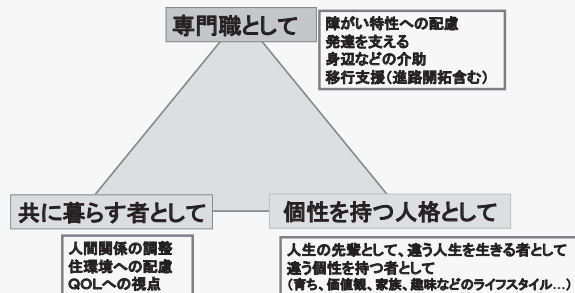 専門職として
障がい特性への配慮
発達を支える
身辺などの介助
移行支援(進路開拓含む)
共に暮らす者として
人間関係の調整
住環境への配慮
QOLへの視点
個性を持つ人格として
人生の先輩として、違う人生を生きる者として
違う個性を持つ者として
(育ち、価値観、家族、趣味などのライフスタイル...)